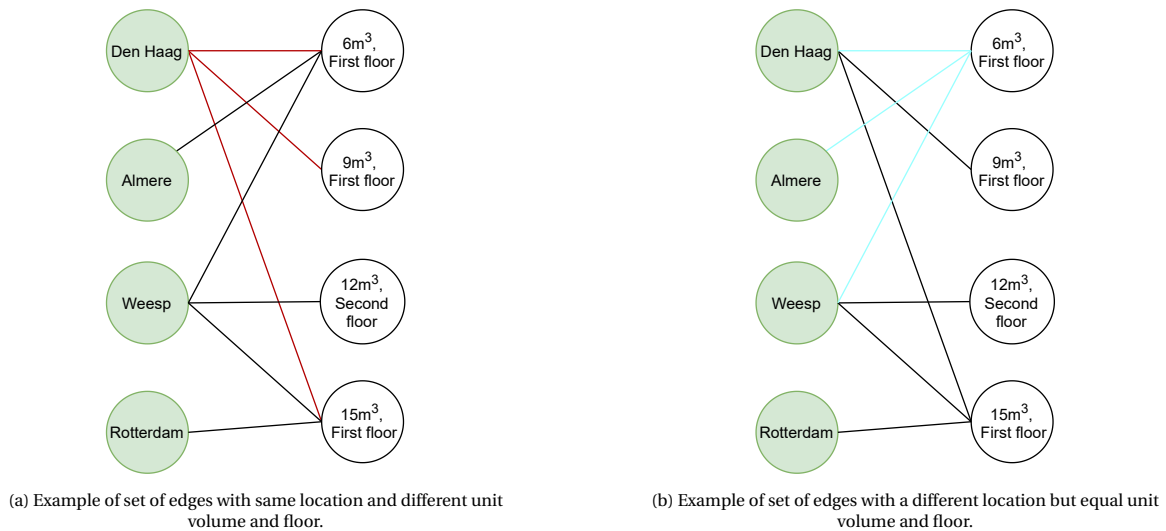 Den Haag
6m³,
First floor
Almere
9m³,
First floor
Weesp
12m³,
Second
floor
Rotterdam
15m³,
First floor
(a) Example of set of edges with same location and different unit
volume and floor.
Den Haag
6m³,
First floor
Almere
9m³,
First floor
Weesp
12m³,
Second
floor
Rotterdam
15m³,
First floor
(b) Example of set of edges with a different location but equal unit
volume and floor.